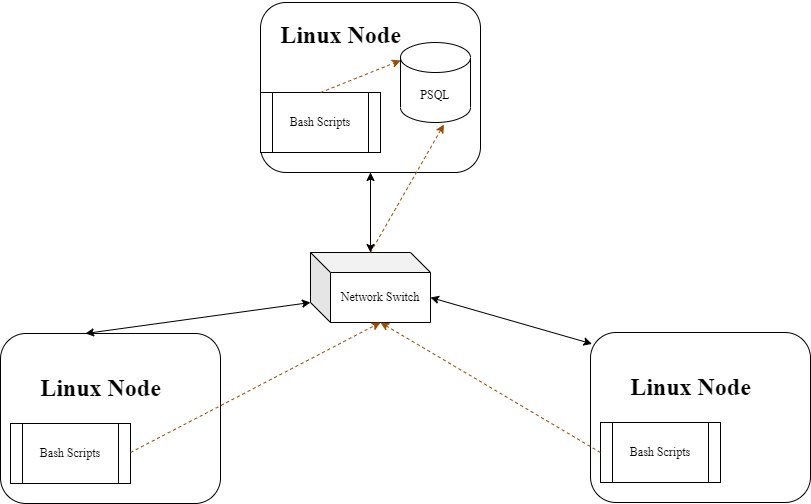 Linux Node
PSQL
Bash Scripts
Network Switch
Linux Node
Bash Scripts
Linux Node
Bash Scripts